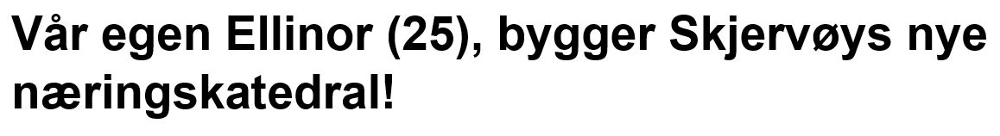 Vår egen Ellinor (25), bygger Skjervøys nye
næringskatedral!